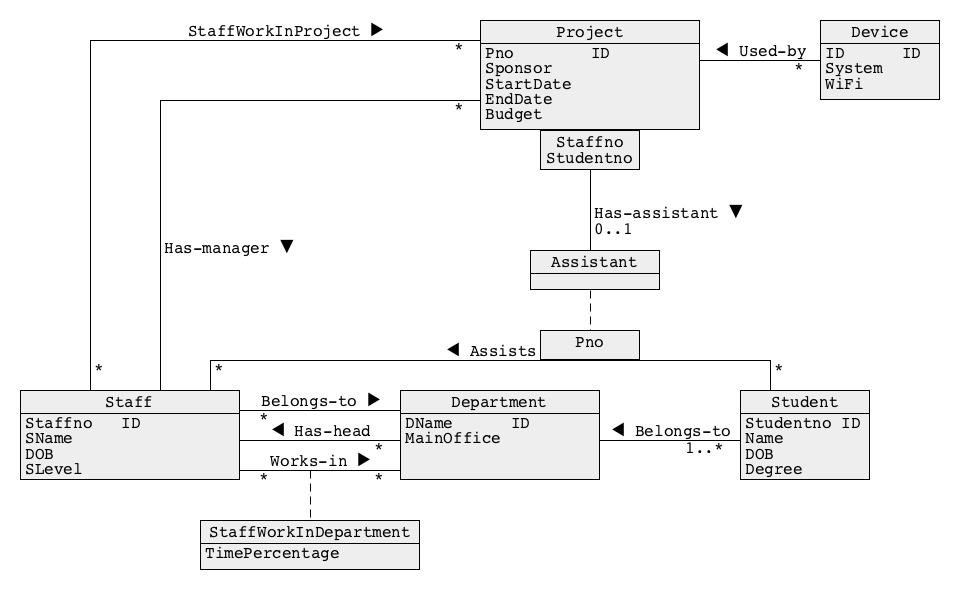 StaffWorkInProject ▶
*
Project
Pno ID
Sponsor
StartDate
EndDate
Budget
*
◀ Used-by
*
Device
ID ID
System
WiFi
Staffno
Studentno
Has-assistant ▼
0..1
Has-manager ▼
Assistant
Pno
◀ Assists
*
*
*
Staff
Staffno ID
SName
DOB
SLevel
Belongs-to ▶
*
◀ Has-head
*
Works-in ▶
*
*
Department
DName ID
MainOffice
◀ Belongs-to
1..*
Student
Studentno ID
Name
DOB
Degree
StaffWorkInDepartment
TimePercentage